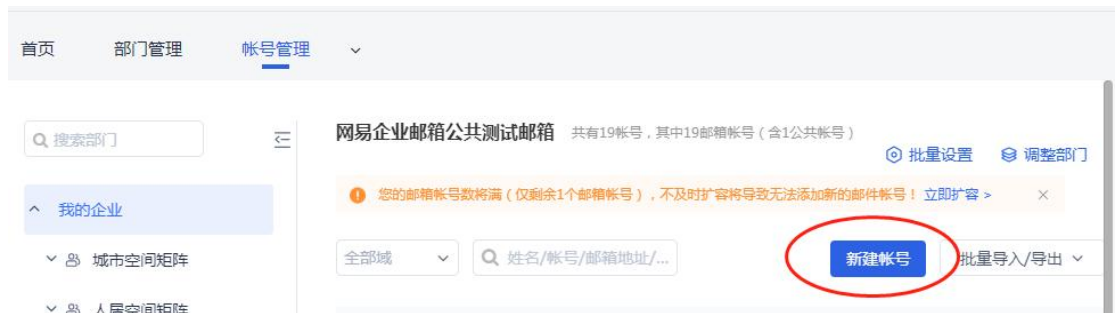 首页 部门管理 帐号管理
搜索部门
网易企业邮箱公共测试邮箱 共有19帐号，其中19邮箱帐号（含1公共帐号）
批量设置 调整部门
您的邮箱帐号数将满（仅剩余1个邮箱帐号），不及时扩容将导致无法添加新的邮件帐号！ 立即扩容 >
我的企业
全部域 姓名/帐号/邮箱地址/... 新建帐号 批量导入/导出
城市空间矩阵
人居空间矩阵